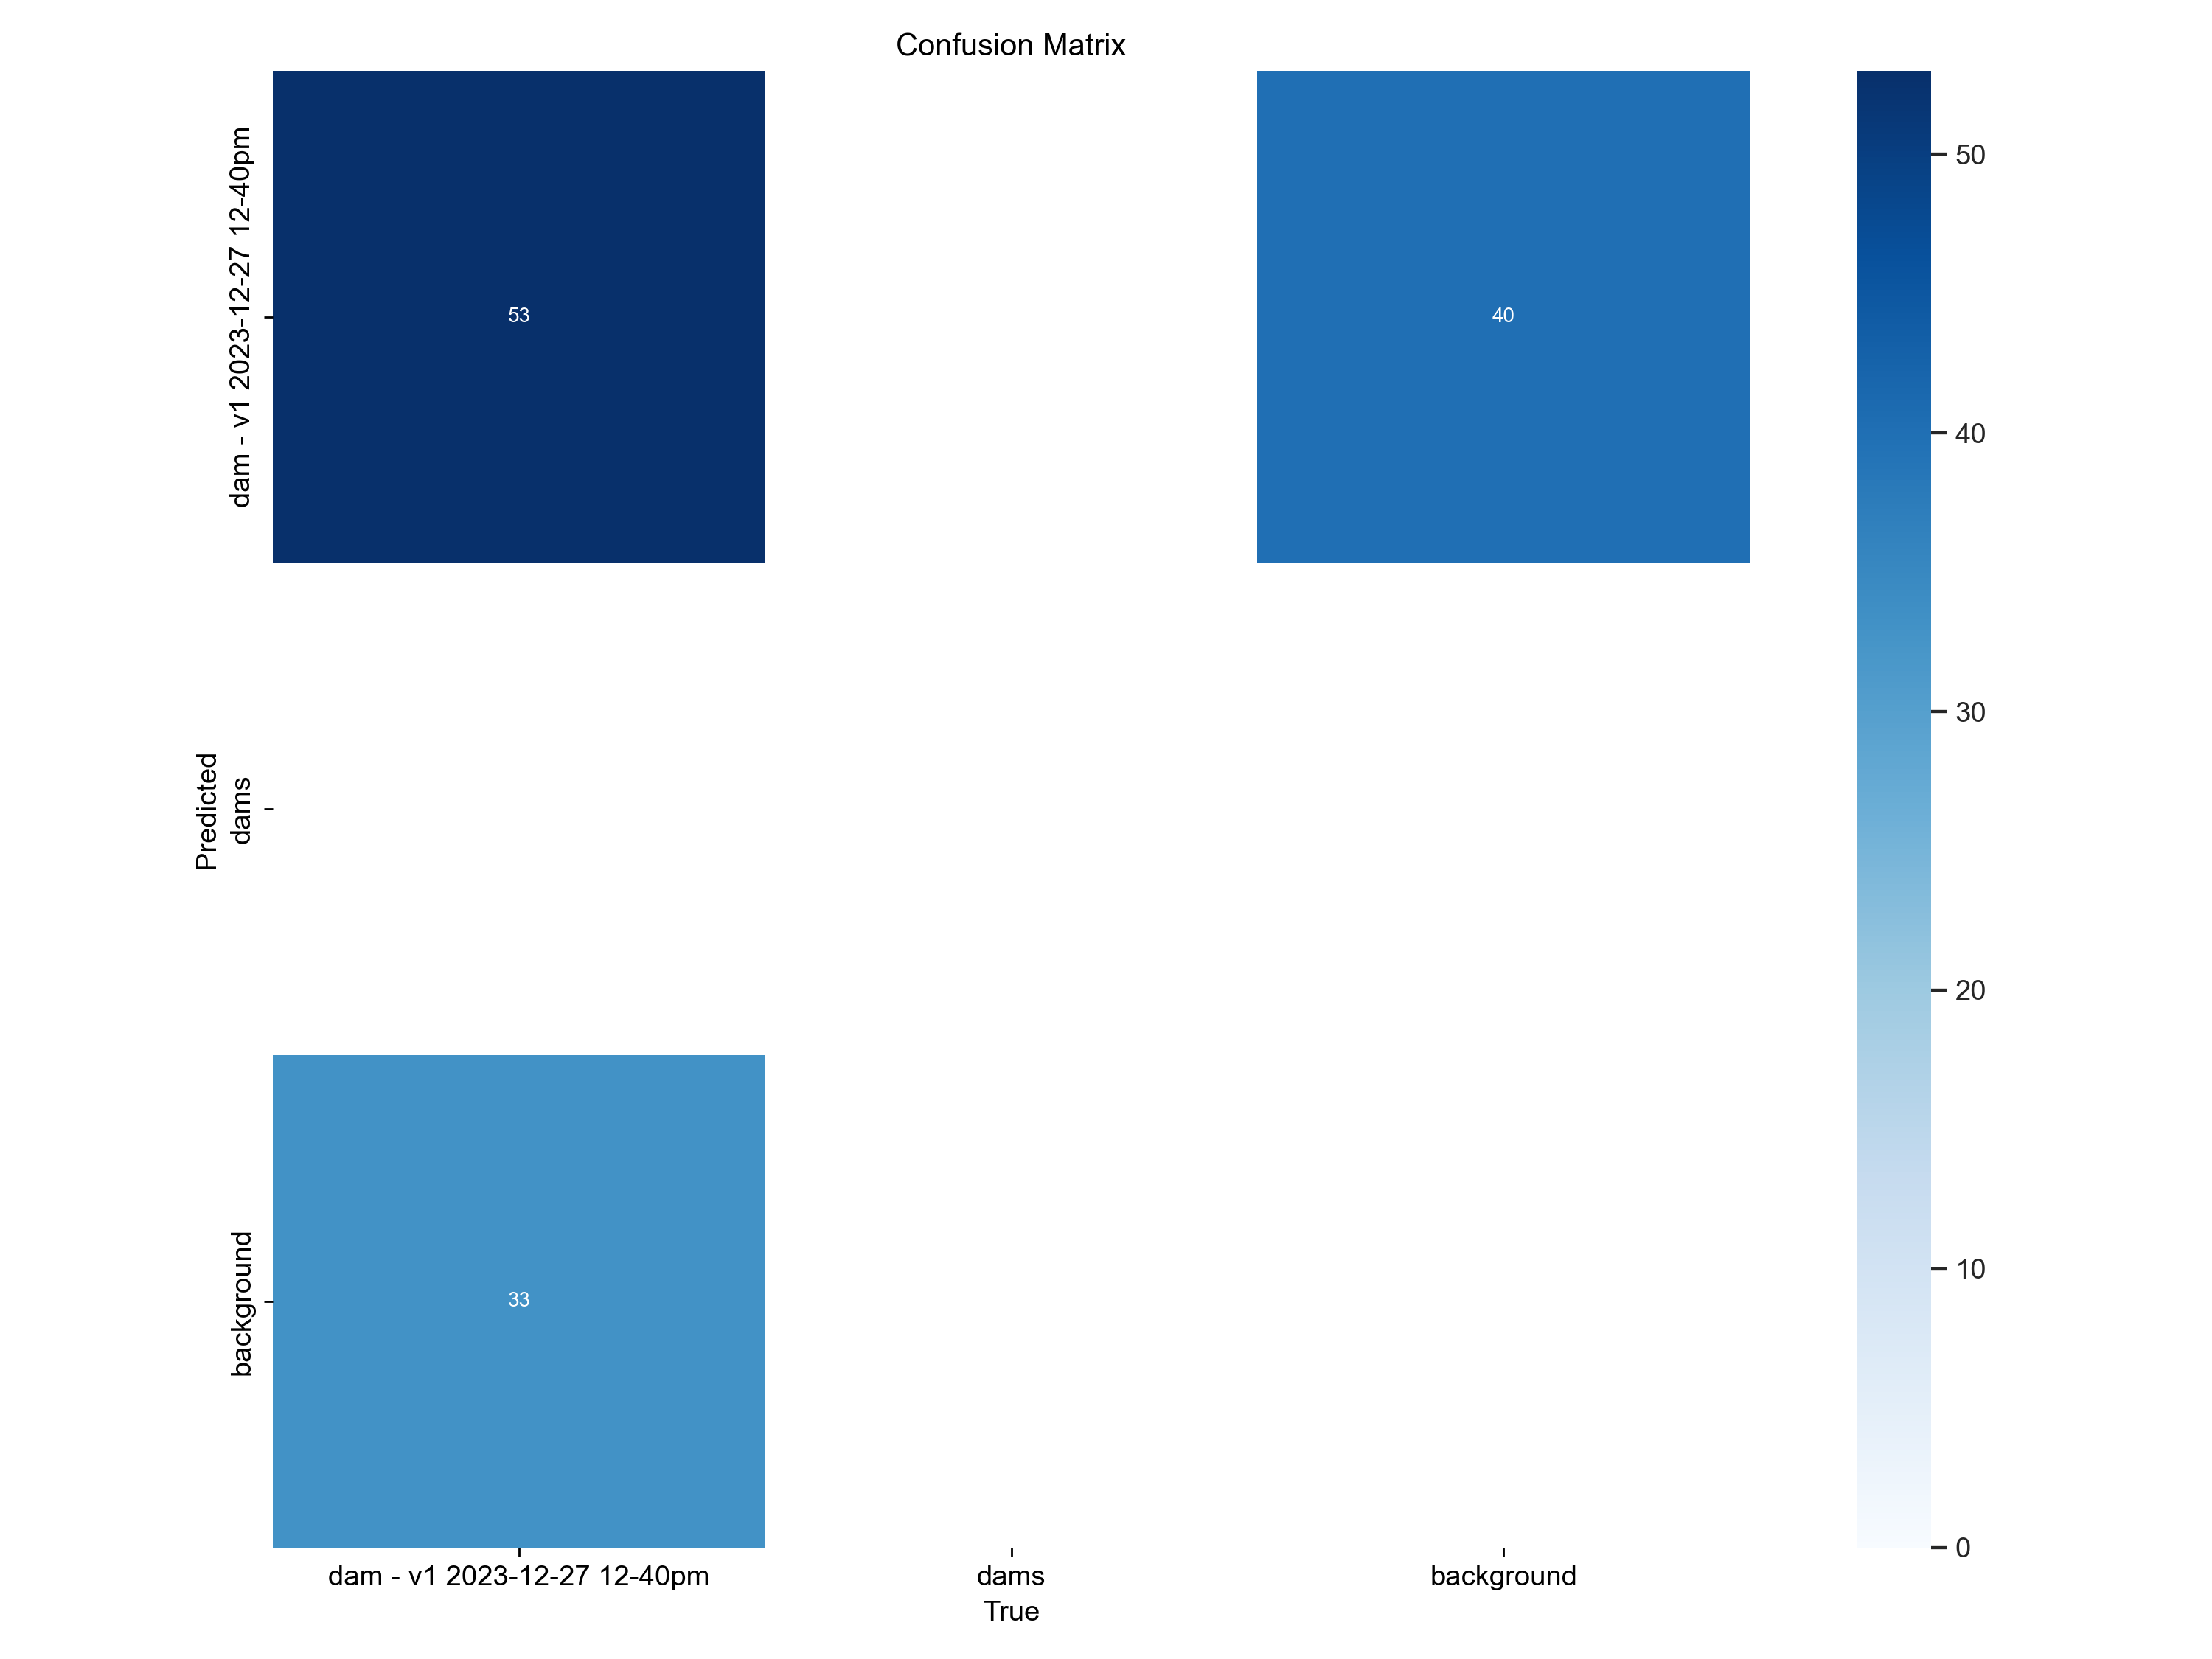 Confusion Matrix
dam - v1 2023-12-27 12-40pm
dams
background
Predicted
53
40
33
dam - v1 2023-12-27 12-40pm
dams
background
True
50
40
30
20
10
0